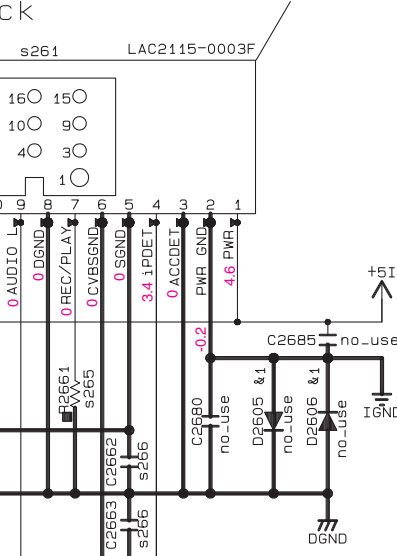 ck
s261 LAC2115-0003F
16 15
10 9
4 3
1
9 8 7 6 5 4 3 2 1
0 AUDIO L
0 DGND
0 REC/PLAY
0 CVBSGND
0 SGND
3.4 iPDET
0 ACCDET
-0.2 PWR GND
4.6 PWR
+5I
C2685 no_use
R2661 s265
C2680 no_use
D2605 &1 no_use
D2606 &1 no_use
IGND
C2662 s266
C2663 s266
DGND